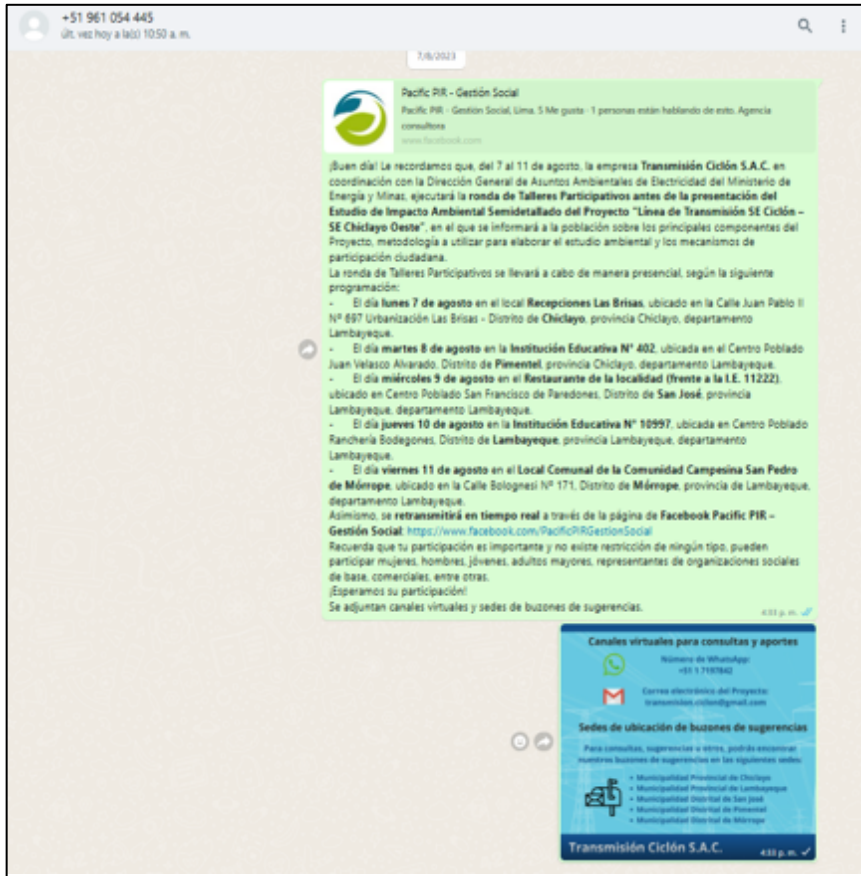 +51 961 054 445
últ. vez hoy a la(s) 10:50 a. m.
7/8/2023
Pacific PIR - Gestión Social
Pacific PIR - Gestión Social, Lima. 5 Me gusta · 1 personas están hablando de esto. Agencia
consultora
www.facebook.com
¡Buen día! Le recordamos que, del 7 al 11 de agosto, la empresa Transmisión Ciclón S.A.C. en
coordinación con la Dirección General de Asuntos Ambientales de Electricidad del Ministerio de
Energía y Minas, ejecutará la ronda de Talleres Participativos antes de la presentación del
Estudio de Impacto Ambiental Semidetallado del Proyecto "Línea de Transmisión SE Ciclón –
SE Chiclayo Oeste", en el que se informará a la población sobre los principales componentes del
Proyecto, metodología a utilizar para elaborar el estudio ambiental y los mecanismos de
participación ciudadana.
La ronda de Talleres Participativos se llevará a cabo de manera presencial, según la siguiente
programación:
- El día lunes 7 de agosto en el local Recepciones Las Brisas, ubicado en la Calle Juan Pablo II
Nº 697 Urbanización Las Brisas - Distrito de Chiclayo, provincia Chiclayo, departamento
Lambayeque.
- El día martes 8 de agosto en la Institución Educativa N° 402, ubicada en el Centro Poblado
Juan Velasco Alvarado, Distrito de Pimentel, provincia Chiclayo, departamento Lambayeque.
- El día miércoles 9 de agosto en el Restaurante de la localidad (frente a la I.E. 11222),
ubicado en Centro Poblado San Francisco de Paredones, Distrito de San José, provincia
Lambayeque, departamento Lambayeque.
- El día jueves 10 de agosto en la Institución Educativa N° 10997, ubicada en Centro Poblado
Ranchería Bodegones, Distrito de Lambayeque, provincia Lambayeque, departamento
Lambayeque.
- El día viernes 11 de agosto en el Local Comunal de la Comunidad Campesina San Pedro
de Mórrope, ubicado en la Calle Bolognesi Nº 171, Distrito de Mórrope, provincia de Lambayeque,
departamento Lambayeque.
Asimismo, se retransmitirá en tiempo real a través de la página de Facebook Pacific PIR –
Gestión Social: https://www.facebook.com/PacificPIRGestionSocial
Recuerda que tu participación es importante y no existe restricción de ningún tipo, pueden
participar mujeres, hombres, jóvenes, adultos mayores, representantes de organizaciones sociales
de base, comerciales, entre otras.
¡Esperamos su participación!
Se adjuntan canales virtuales y sedes de buzones de sugerencias.
4:33 p. m.
Canales virtuales para consultas y aportes
Número de WhatsApp:
+51 1 7197842
Correo electrónico del Proyecto:
transmision.ciclon@gmail.com
Sedes de ubicación de buzones de sugerencias
Para consultas, sugerencias u otros, podrás encontrar
nuestros buzones de sugerencias en las siguientes sedes:
• Municipalidad Provincial de Chiclayo
• Municipalidad Provincial de Lambayeque
• Municipalidad Distrital de San José
• Municipalidad Distrital de Pimentel
• Municipalidad Distrital de Mórrope
Transmisión Ciclón S.A.C.
4:33 p. m.